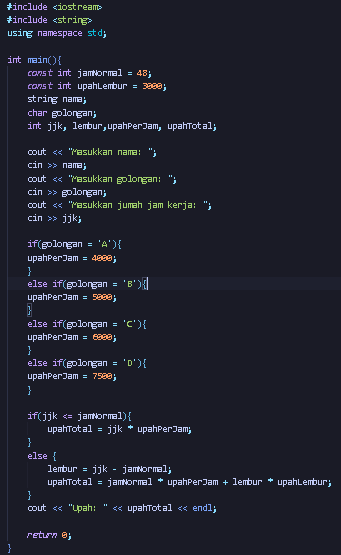 #include <iostream>
#include <string>
using namespace std;
int main(){
const int jamNormal = 48;
const int upahLembur = 3000;
string nama;
char golongan;
int jjk, lembur,upahPerJam, upahTotal;
cout << "Masukkan nama: ";
cin >> nama;
cout << "Masukkan golongan: ";
cin >> golongan;
cout << "Masukkan jumlah jam kerja: ";
cin >> jjk;
if(golongan = 'A'){
upahPerJam = 4000;
}
else if(golongan = 'B'){
upahPerJam = 5000;
}
else if(golongan = 'C'){
upahPerJam = 6000;
}
else if(golongan = 'D'){
upahPerJam = 7500;
}
if(jjk <= jamNormal){
upahTotal = jjk * upahPerJam;
}
else {
lembur = jjk - jamNormal;
upahTotal = jamNormal * upahPerJam + lembur * upahLembur;
}
cout << "Upah: " << upahTotal << endl;
return 0;
}